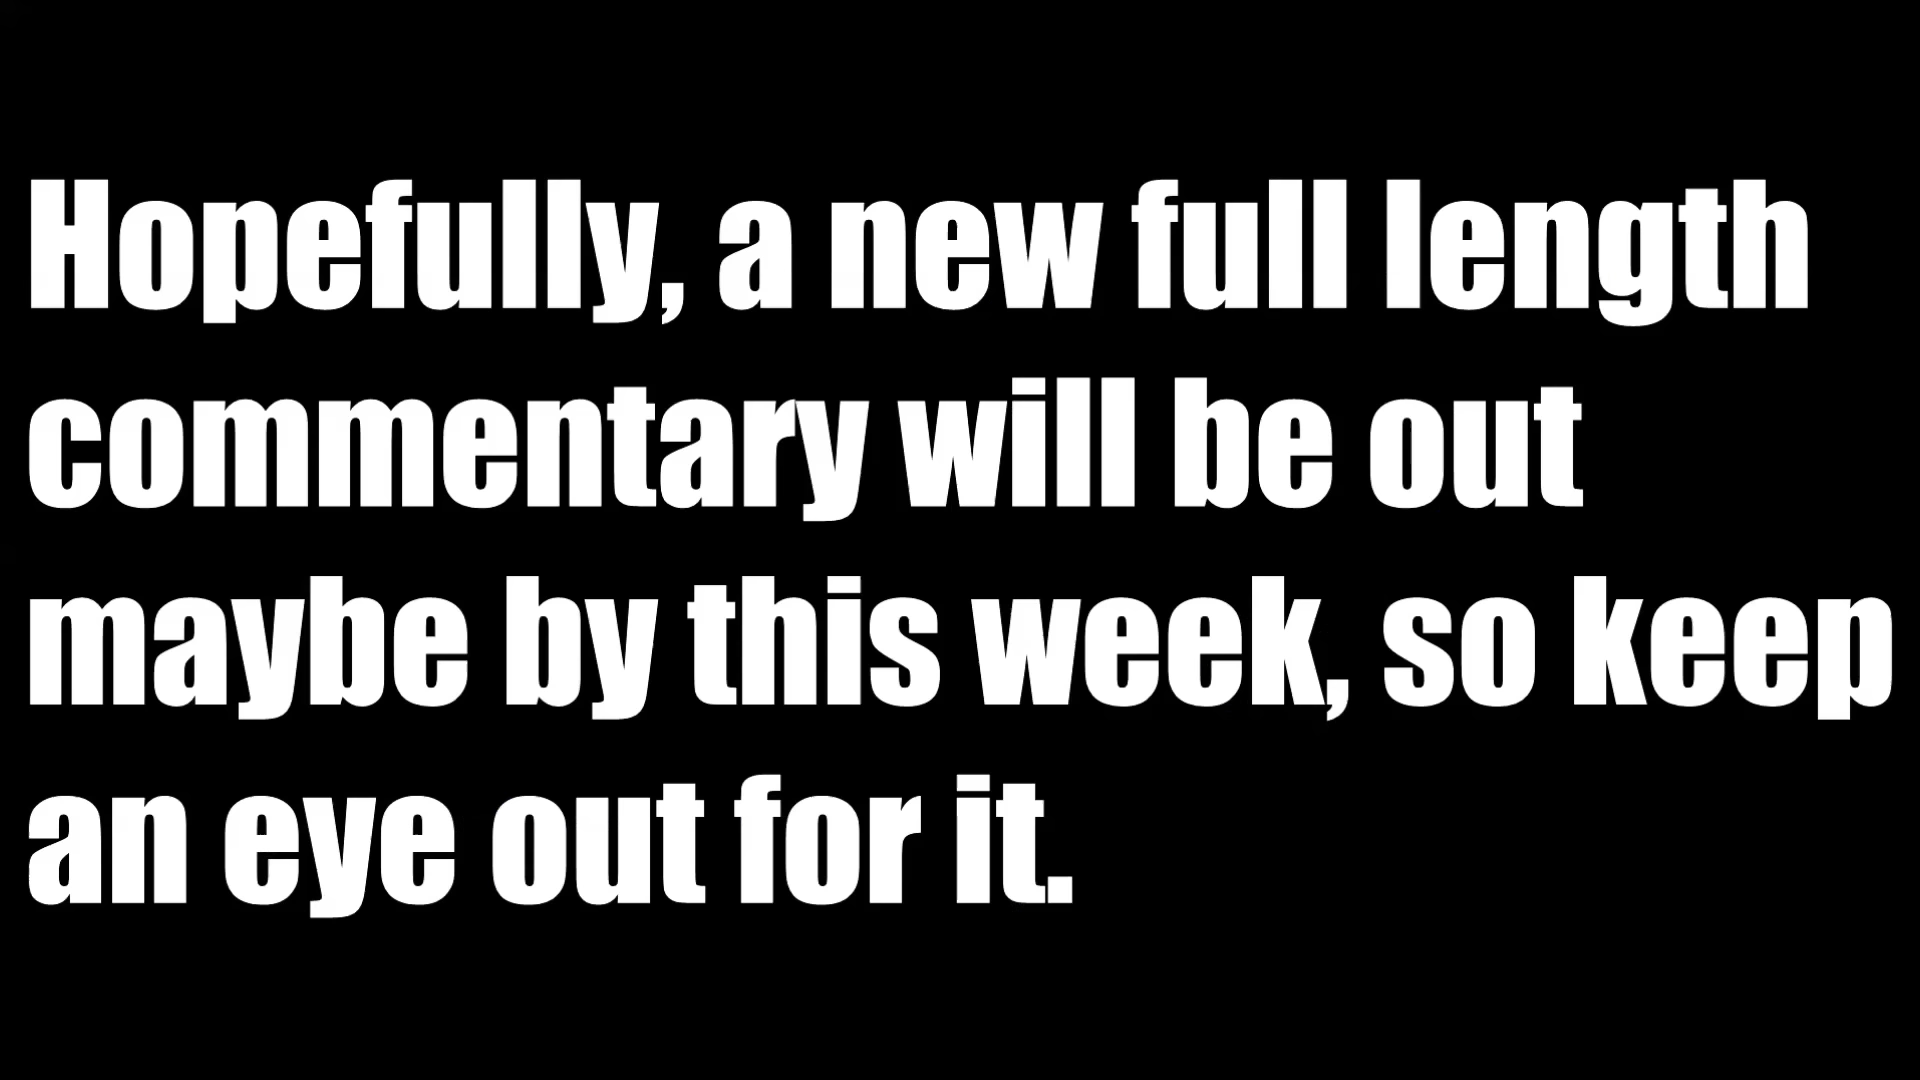 Hopefully, a new full length
commentary will be out
maybe by this week, so keep
an eye out for it.